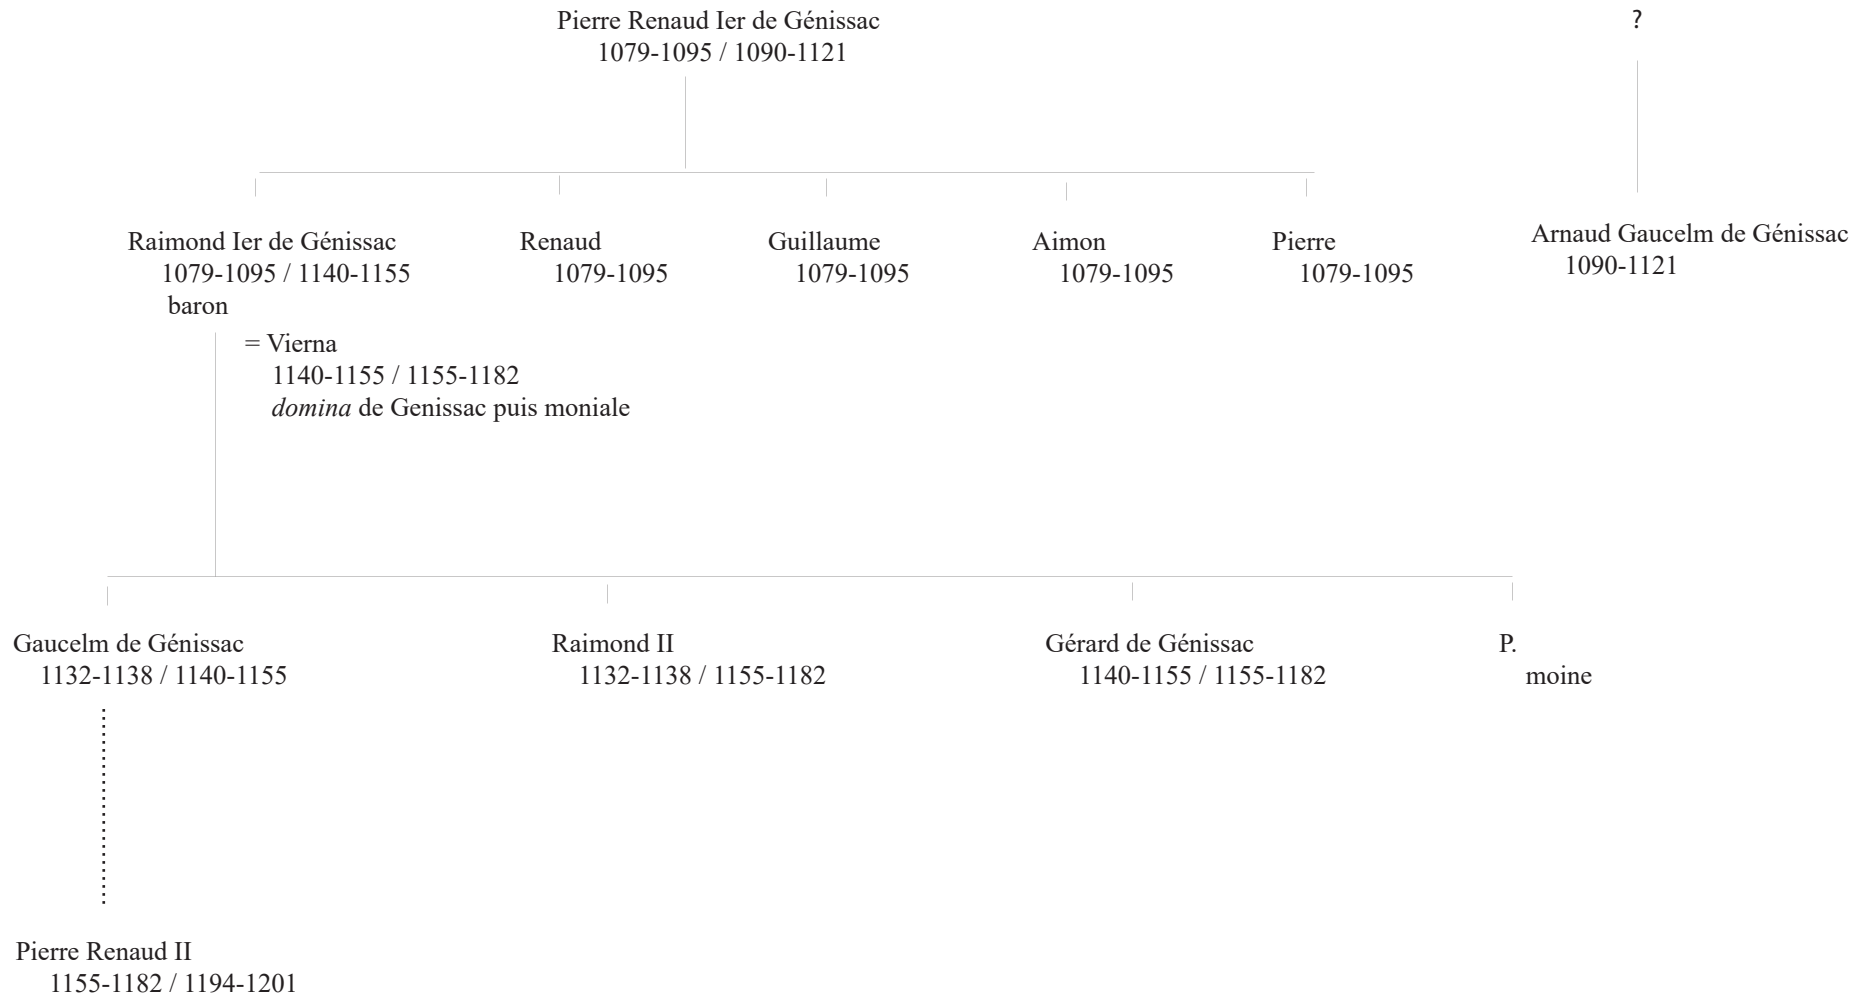 Pierre Renaud Ier de Génissac
1079-1095 / 1090-1121
?
Raimond Ier de Génissac
1079-1095 / 1140-1155
baron
= Vierna
1140-1155 / 1155-1182
domina de Genissac puis moniale
Renaud
1079-1095
Guillaume
1079-1095
Aimon
1079-1095
Pierre
1079-1095
Arnaud Gaucelm de Génissac
1090-1121
Gaucelm de Génissac
1132-1138 / 1140-1155
Raimond II
1132-1138 / 1155-1182
Gérard de Génissac
1140-1155 / 1155-1182
P.
moine
Pierre Renaud II
1155-1182 / 1194-1201